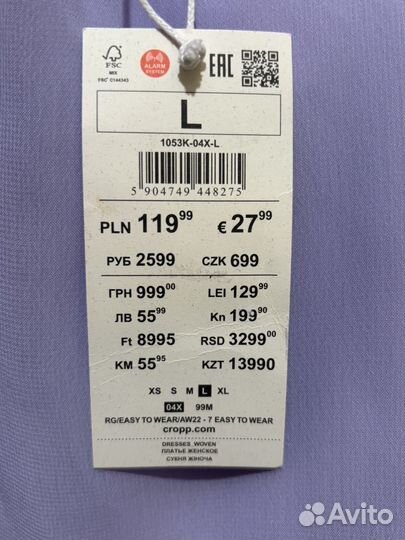 FSC
MIX
FSC® C144343
ALARM
SYSTEM
EAC
L
1053K-04X-L
5 904749 448275
PLN 119⁹⁹ € 27⁹⁹
РУБ 2599 CZK 699
ГРН 999⁰⁰ LEI 129⁹⁹
ЛВ 55⁹⁹ Kn 199⁹⁰
Ft 8995 RSD 3299⁰⁰
KM 55⁹⁵ KZT 13990
XS S M L XL
04X 99M
RG/EASY TO WEAR/AW22 - 7 EASY TO WEAR
cropp.com
DRESSES_WOVEN
ПЛАТЬЕ ЖЕНСКОЕ
СУКНЯ ЖІНОЧА
Avito